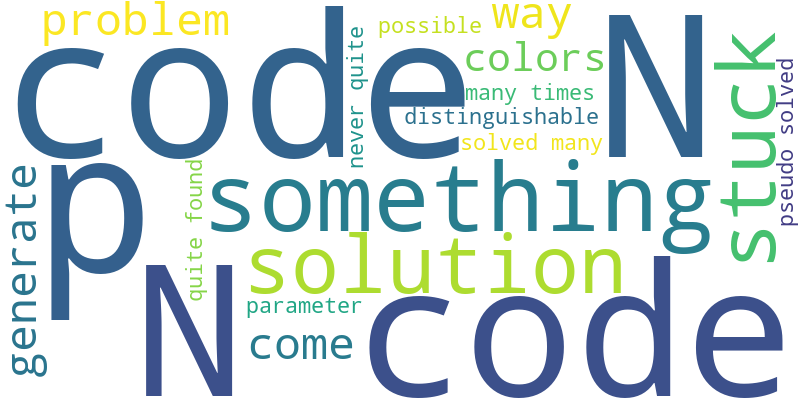 problem
possible
way
code N
colors
never quite
many times
distinguishable
solved many
stuck
pseudo solved
p
something
quite found
generate
solution
N code
parameter
come